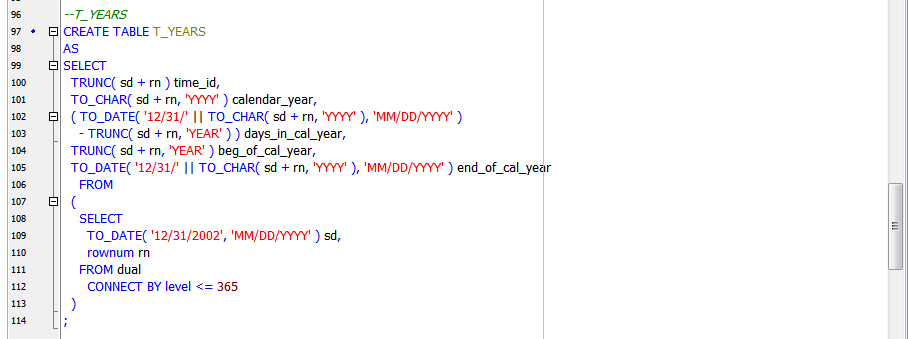 96 --T_YEARS
97 CREATE TABLE T_YEARS
98 AS
99 SELECT
100 TRUNC( sd + rn ) time_id,
101 TO_CHAR( sd + rn, 'YYYY' ) calendar_year,
102 ( TO_DATE( '12/31/' || TO_CHAR( sd + rn, 'YYYY' ), 'MM/DD/YYYY' )
103 - TRUNC( sd + rn, 'YEAR' ) ) days_in_cal_year,
104 TRUNC( sd + rn, 'YEAR' ) beg_of_cal_year,
105 TO_DATE( '12/31/' || TO_CHAR( sd + rn, 'YYYY' ), 'MM/DD/YYYY' ) end_of_cal_year
106 FROM
107 (
108 SELECT
109 TO_DATE( '12/31/2002', 'MM/DD/YYYY' ) sd,
110 rownum rn
111 FROM dual
112 CONNECT BY level <= 365
113 )
114 ;